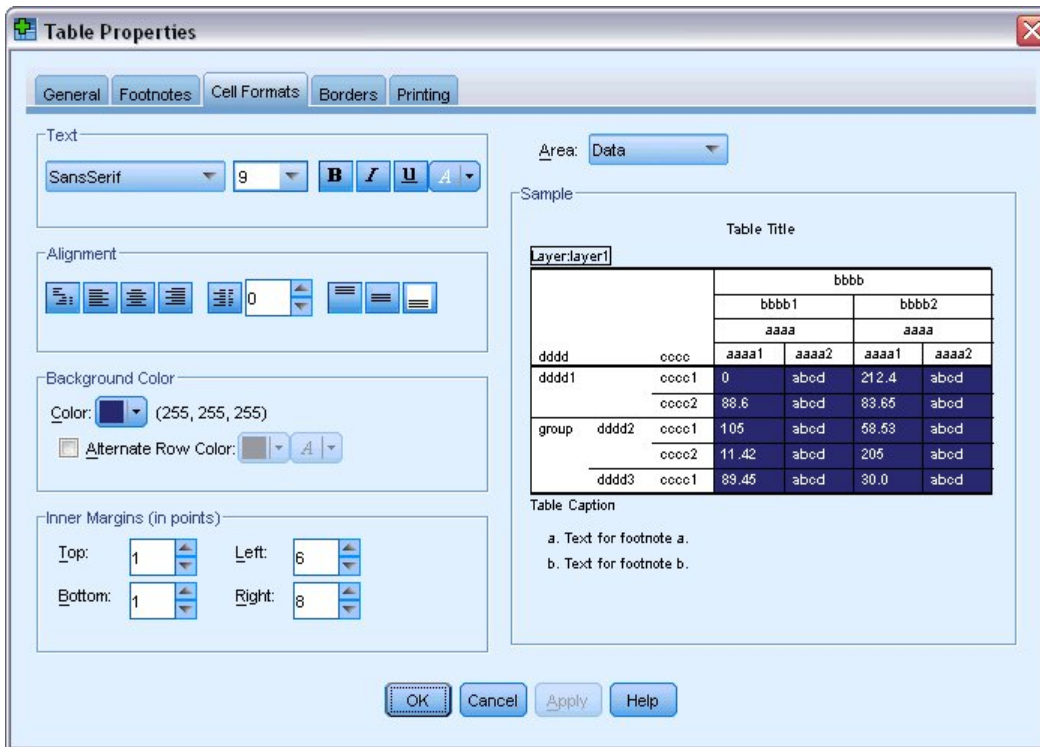 Table Properties
General Footnotes Cell Formats Borders Printing
Text
SansSerif 9 B I u A
Alignment
0
Background Color
Color: (255, 255, 255)
Alternate Row Color: A
Inner Margins (in points)
Top: 1 Left: 6
Bottom: 1 Right: 8
Area: Data
Sample
Table Title
Layer:layer1
bbbb
bbbb1 bbbb2
aaaa aaaa
dddd cccc aaaa1 aaaa2 aaaa1 aaaa2
dddd1 cccc1 0 abcd 212.4 abcd
cccc2 88.6 abcd 83.65 abcd
group dddd2 cccc1 105 abcd 58.53 abcd
cccc2 11.42 abcd 205 abcd
dddd3 cccc1 89.45 abcd 30.0 abcd
Table Caption
a. Text for footnote a.
b. Text for footnote b.
OK Cancel Apply Help